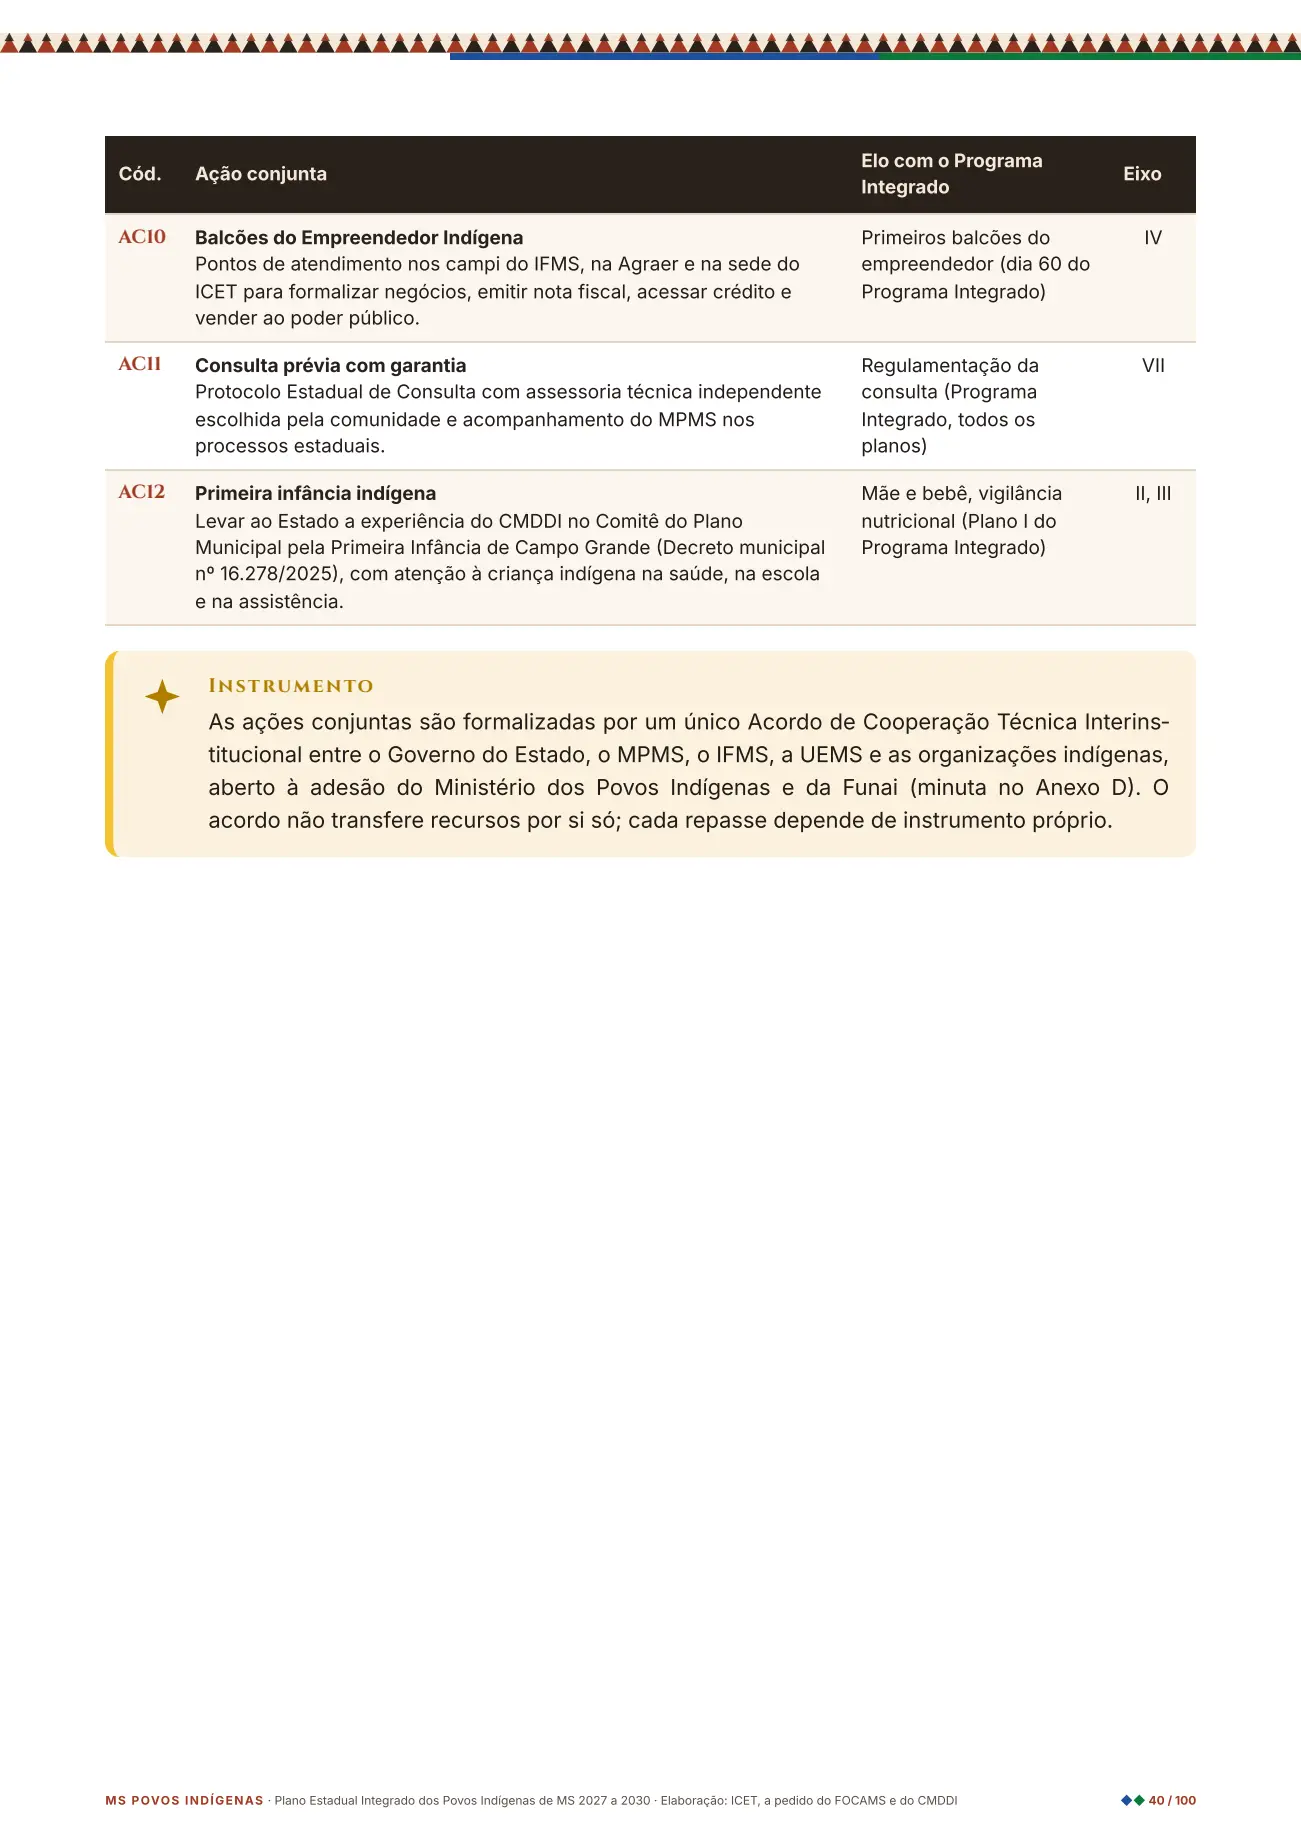 Cód.
Ação conjunta
Elo com o Programa
Integrado
Eixo
AC10
Balcões do Empreendedor Indígena
Pontos de atendimento nos campi do IFMS, na Agraer e na sede do
ICET para formalizar negócios, emitir nota fiscal, acessar crédito e
vender ao poder público.
Primeiros balcões do
empreendedor (dia 60 do
Programa Integrado)
IV
AC11
Consulta prévia com garantia
Protocolo Estadual de Consulta com assessoria técnica independente
escolhida pela comunidade e acompanhamento do MPMS nos
processos estaduais.
Regulamentação da
consulta (Programa
Integrado, todos os
planos)
VII
AC12
Primeira infância indígena
Levar ao Estado a experiência do CMDDI no Comitê do Plano
Municipal pela Primeira Infância de Campo Grande (Decreto municipal
nº 16.278/2025), com atenção à criança indígena na saúde, na escola
e na assistência.
Mãe e bebê, vigilância
nutricional (Plano I do
Programa Integrado)
II, III
INSTRUMENTO
As ações conjuntas são formalizadas por um único Acordo de Cooperação Técnica Interins-
titucional entre o Governo do Estado, o MPMS, o IFMS, a UEMS e as organizações indígenas,
aberto à adesão do Ministério dos Povos Indígenas e da Funai (minuta no Anexo D). O
acordo não transfere recursos por si só; cada repasse depende de instrumento próprio.
MS POVOS INDÍGENAS · Plano Estadual Integrado dos Povos Indígenas de MS 2027 a 2030 · Elaboração: ICET, a pedido do FOCAMS e do CMDDI
40 / 100